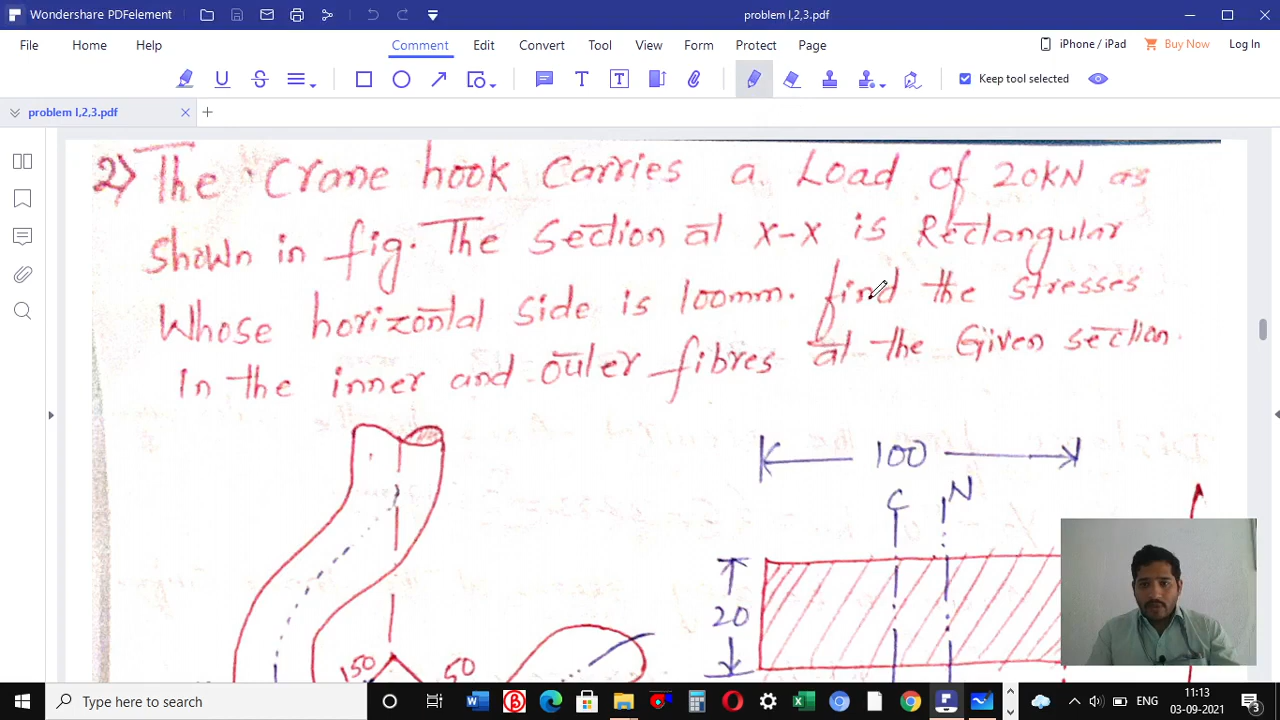 Wondershare PDFelement
problem I,2,3.pdf
File Home Help Comment Edit Convert Tool View Form Protect Page iPhone / iPad Buy Now Log In
Keep tool selected
problem I,2,3.pdf
2) The Crane hook Carries a Load of 20KN as
Shown in fig. The Section at X-X is Rectangular
Whose horizontal side is 100mm. find the stresses
In the inner and outer fibres at the Given section.
100
C N
20
150 50
Type here to search
ENG
11:13
03-09-2021
3